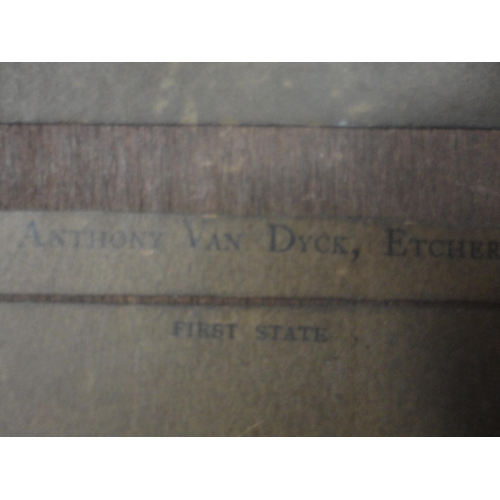 ANTHONY VAN DYCK, ETCHER
FIRST STATE